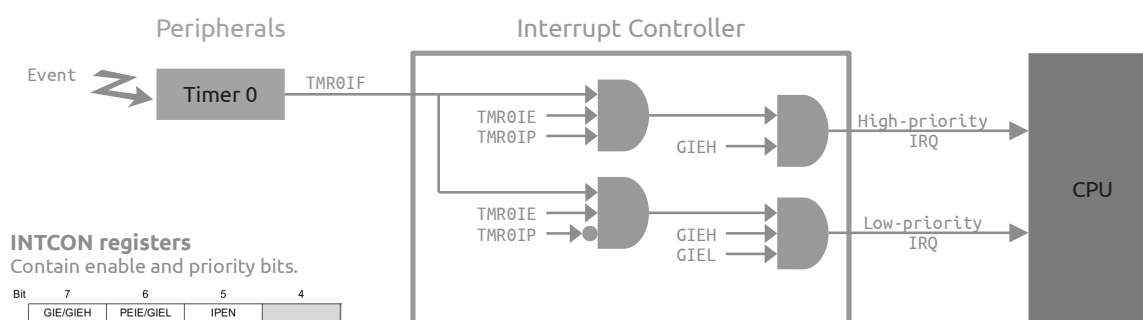 Peripherals
Interrupt Controller
Event
Timer 0
TMR0IF
TMR0IE
TMR0IP
GIEH
High-priority
IRQ
CPU
TMR0IE
TMR0IP
GIEH
GIEL
Low-priority
IRQ
INTCON registers
Contain enable and priority bits.
Bit 7 6 5 4
GIE/GIEH PEIE/GIEL IPEN